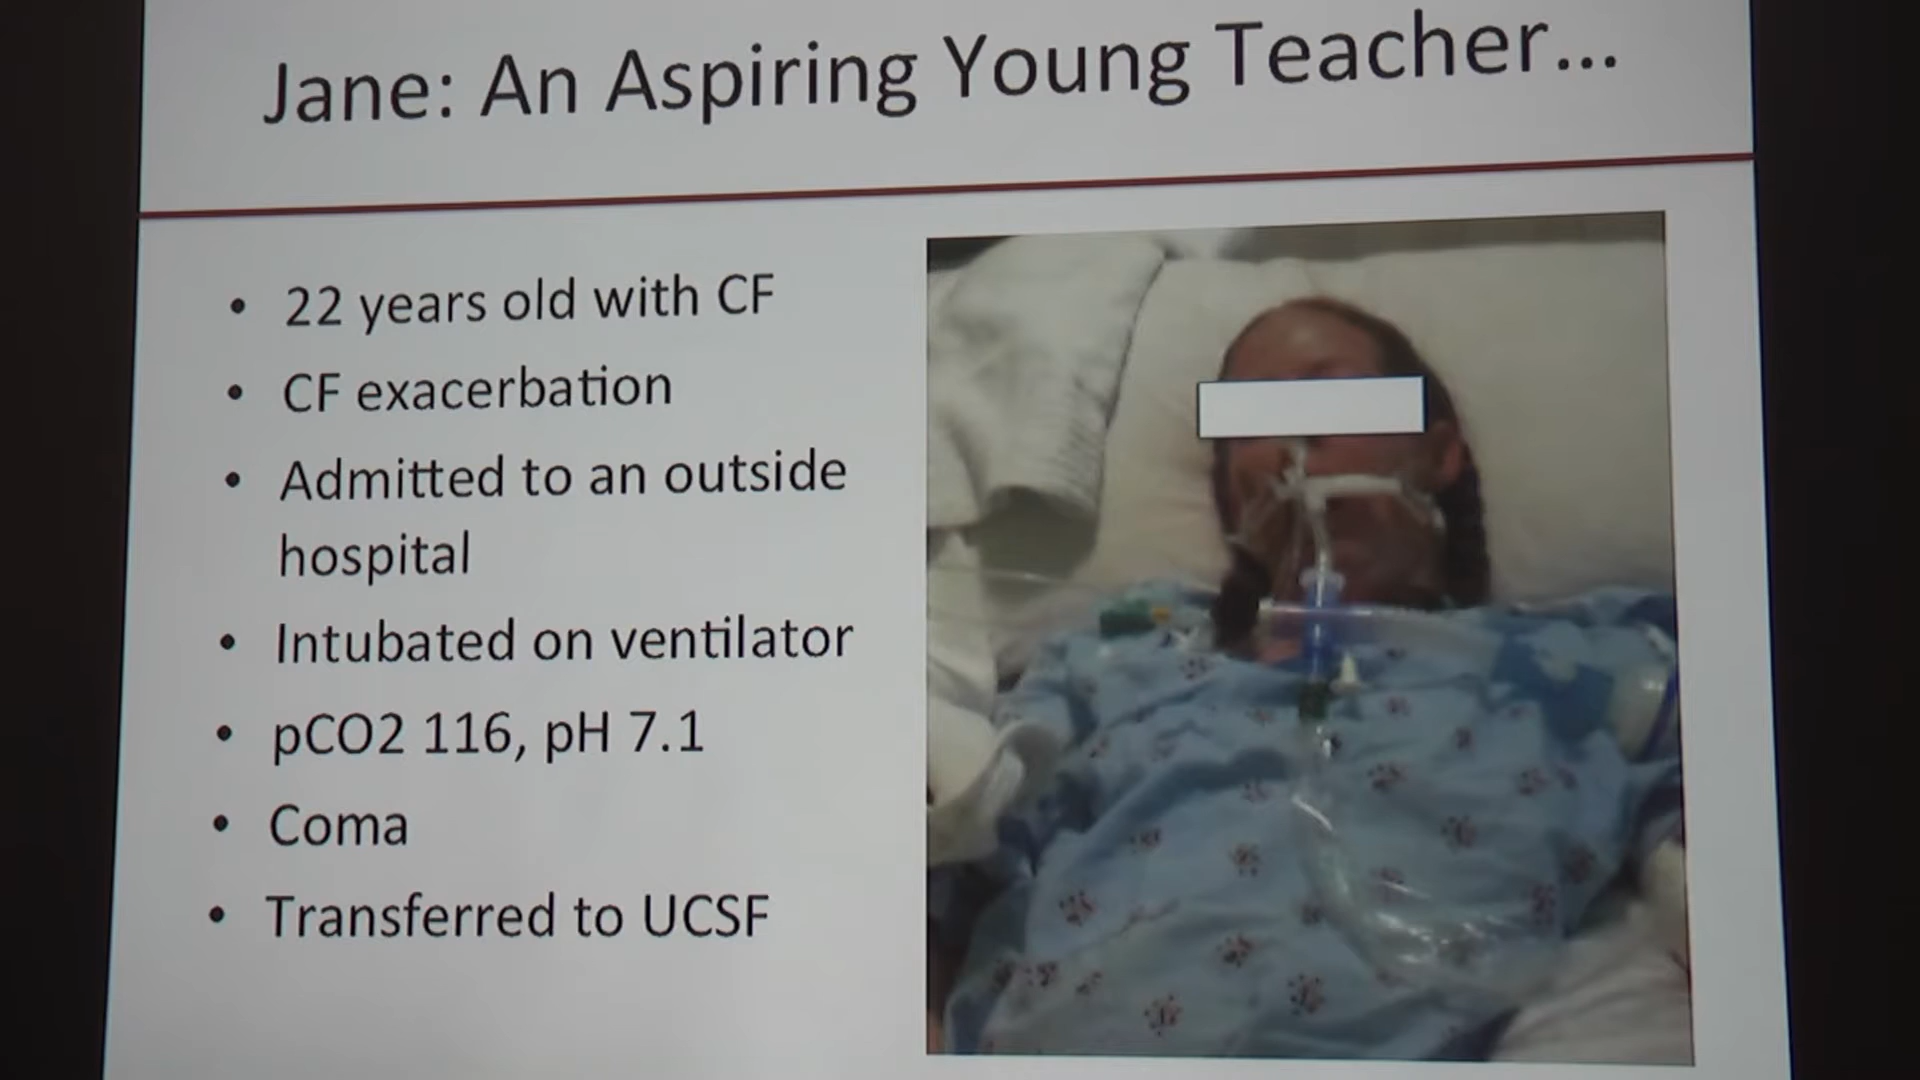 Jane: An Aspiring Young Teacher...
• 22 years old with CF
• CF exacerbation
• Admitted to an outside
hospital
• Intubated on ventilator
• pCO2 116, pH 7.1
• Coma
• Transferred to UCSF